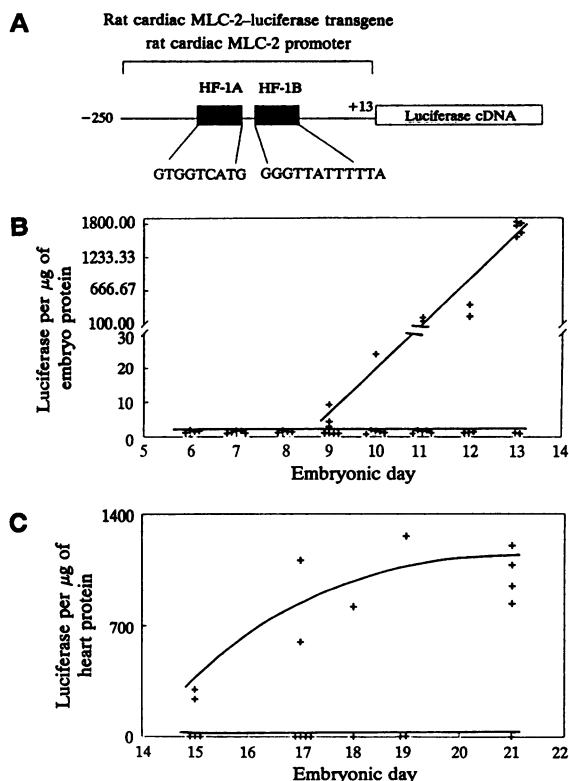 A
Rat cardiac MLC-2–luciferase transgene
rat cardiac MLC-2 promoter
HF-1A HF-1B
−250
+13
Luciferase cDNA
GTGGTCATG GGGTTATTTTTA
B
Luciferase per μg of
embryo protein
1800.00
1233.33
666.67
100.00
30
20
10
0
5 6 7 8 9 10 11 12 13 14
Embryonic day
C
Luciferase per μg of
heart protein
1400
700
0
14 15 16 17 18 19 20 21 22
Embryonic day